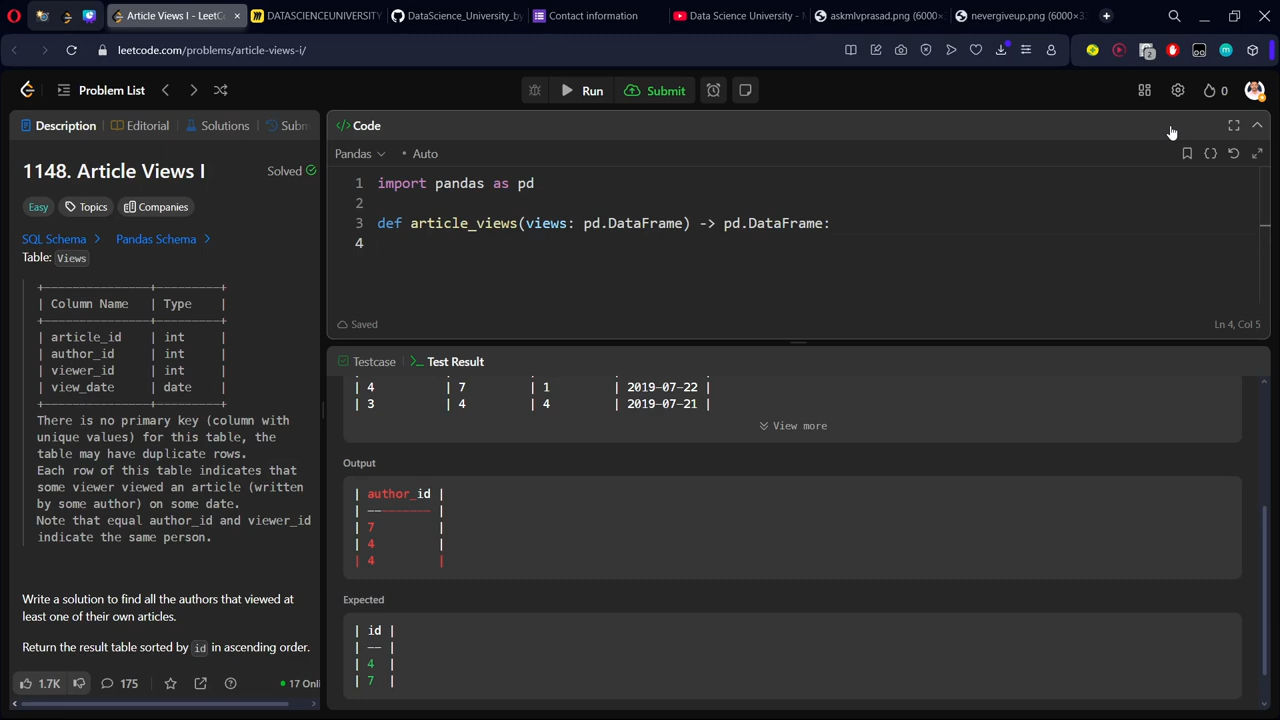 Article Views I - LeetC
DATASCIENCEUNIVERSITY
DataScience_University_by
Contact information
Data Science University -
askmlvprasad.png (6000×
nevergiveup.png (6000×3
leetcode.com/problems/article-views-i/
2
Problem List
Run
Submit
0
Description
Editorial
Solutions
Subm
</> Code
Pandas
• Auto
1148. Article Views I
Solved
Easy
Topics
Companies
SQL Schema >
Pandas Schema >
Table: Views
| Column Name | Type |
| article_id | int |
| author_id | int |
| viewer_id | int |
| view_date | date |
There is no primary key (column with
unique values) for this table, the
table may have duplicate rows.
Each row of this table indicates that
some viewer viewed an article (written
by some author) on some date.
Note that equal author_id and viewer_id
indicate the same person.
Write a solution to find all the authors that viewed at
least one of their own articles.
Return the result table sorted by id in ascending order.
1.7K
175
• 17 Onli
1 import pandas as pd
2
3 def article_views(views: pd.DataFrame) -> pd.DataFrame:
4
Saved
Ln 4, Col 5
Testcase
Test Result
| 4 | 7 | 1 | 2019-07-22 |
| 3 | 4 | 4 | 2019-07-21 |
View more
Output
| author_id |
| --------- |
| 7 |
| 4 |
| 4 |
Expected
| id |
| -- |
| 4 |
| 7 |